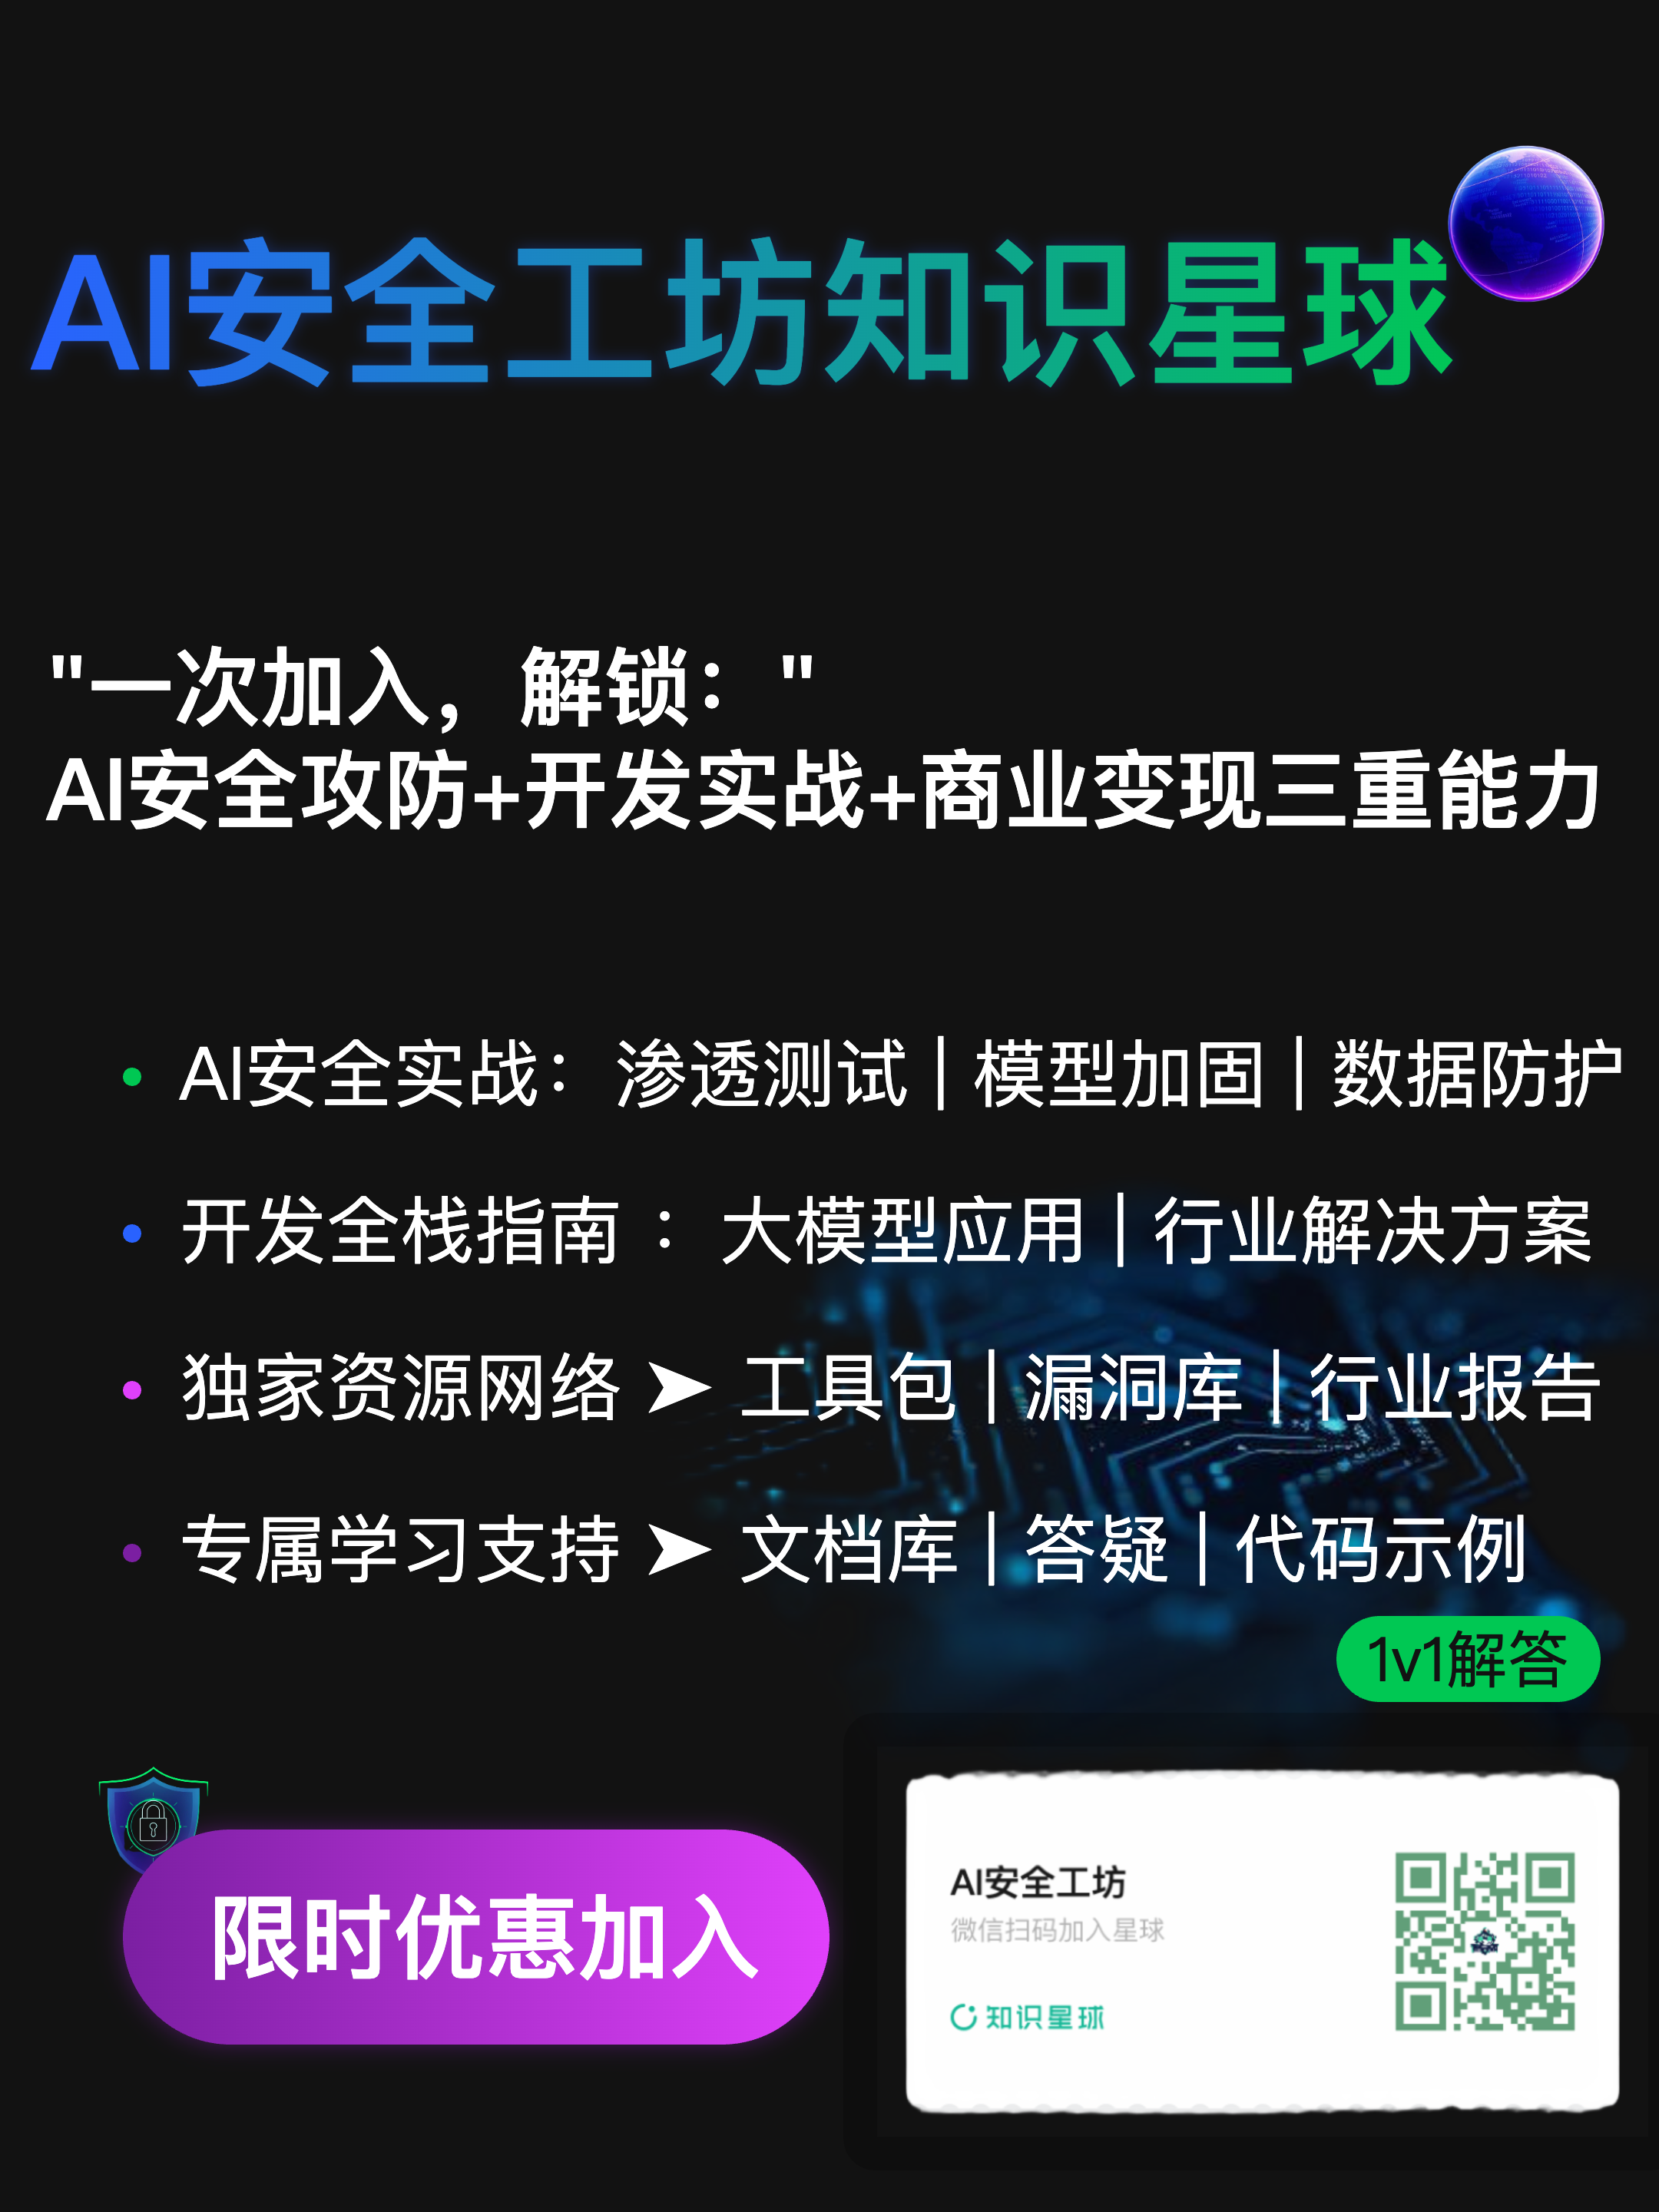 AI安全工坊知识星球
"一次加入，解锁："
AI安全攻防+开发实战+商业变现三重能力
AI安全实战：渗透测试 | 模型加固 | 数据防护
开发全栈指南 ：大模型应用 | 行业解决方案
独家资源网络 ➤ 工具包 | 漏洞库 | 行业报告
专属学习支持 ➤ 文档库 | 答疑 | 代码示例
1v1解答
限时优惠加入
AI安全工坊
微信扫码加入星球
知识星球